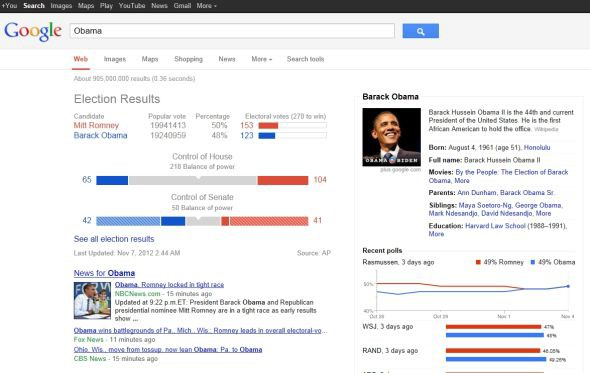 +You Search Images Maps Play YouTube News Gmail More
Google
Obama
Web Images Maps Shopping News More Search tools
About 905,000,000 results (0.36 seconds)
Election Results
Candidate Popular vote Percentage Electoral votes (270 to win)
Mitt Romney 19941413 50% 153
Barack Obama 19240959 48% 123
Control of House
218 Balance of power
65 104
Control of Senate
50 Balance of power
42 41
See all election results
Last Updated: Nov 7, 2012 2:44 AM Source: AP
News for Obama
Obama, Romney locked in tight race
NBCNews.com - 15 minutes ago
Updated at 9:22 p.m.ET: President Barack Obama and Republican
presidential nominee Mitt Romney are in a tight race as early results
show ...
Obama wins battlegrounds of Pa., Mich., Wis.; Romney leads in overall electoral-vo...
Fox News - 11 minutes ago
Ohio, Wis., move from tossup, now lean Obama; Pa. to Obama
CBS News - 15 minutes ago
Barack Obama
OBAMA BIDEN
plus.google.com
Barack Hussein Obama II is the 44th and current
President of the United States. He is the first
African American to hold the office. Wikipedia
Born: August 4, 1961 (age 51), Honolulu
Full name: Barack Hussein Obama II
Movies: By the People: The Election of Barack
Obama, More
Parents: Ann Dunham, Barack Obama Sr.
Siblings: Maya Soetoro-Ng, George Obama,
Mark Ndesandjo, David Ndesandjo, More
Education: Harvard Law School (1988–1991),
More
Recent polls
Rasmussen, 3 days ago 49% Romney 49% Obama
50%
40%
Oct 26 Oct 29 Nov 1 Nov 4
WSJ, 3 days ago 47%
48%
RAND, 3 days ago 46.05%
49.26%